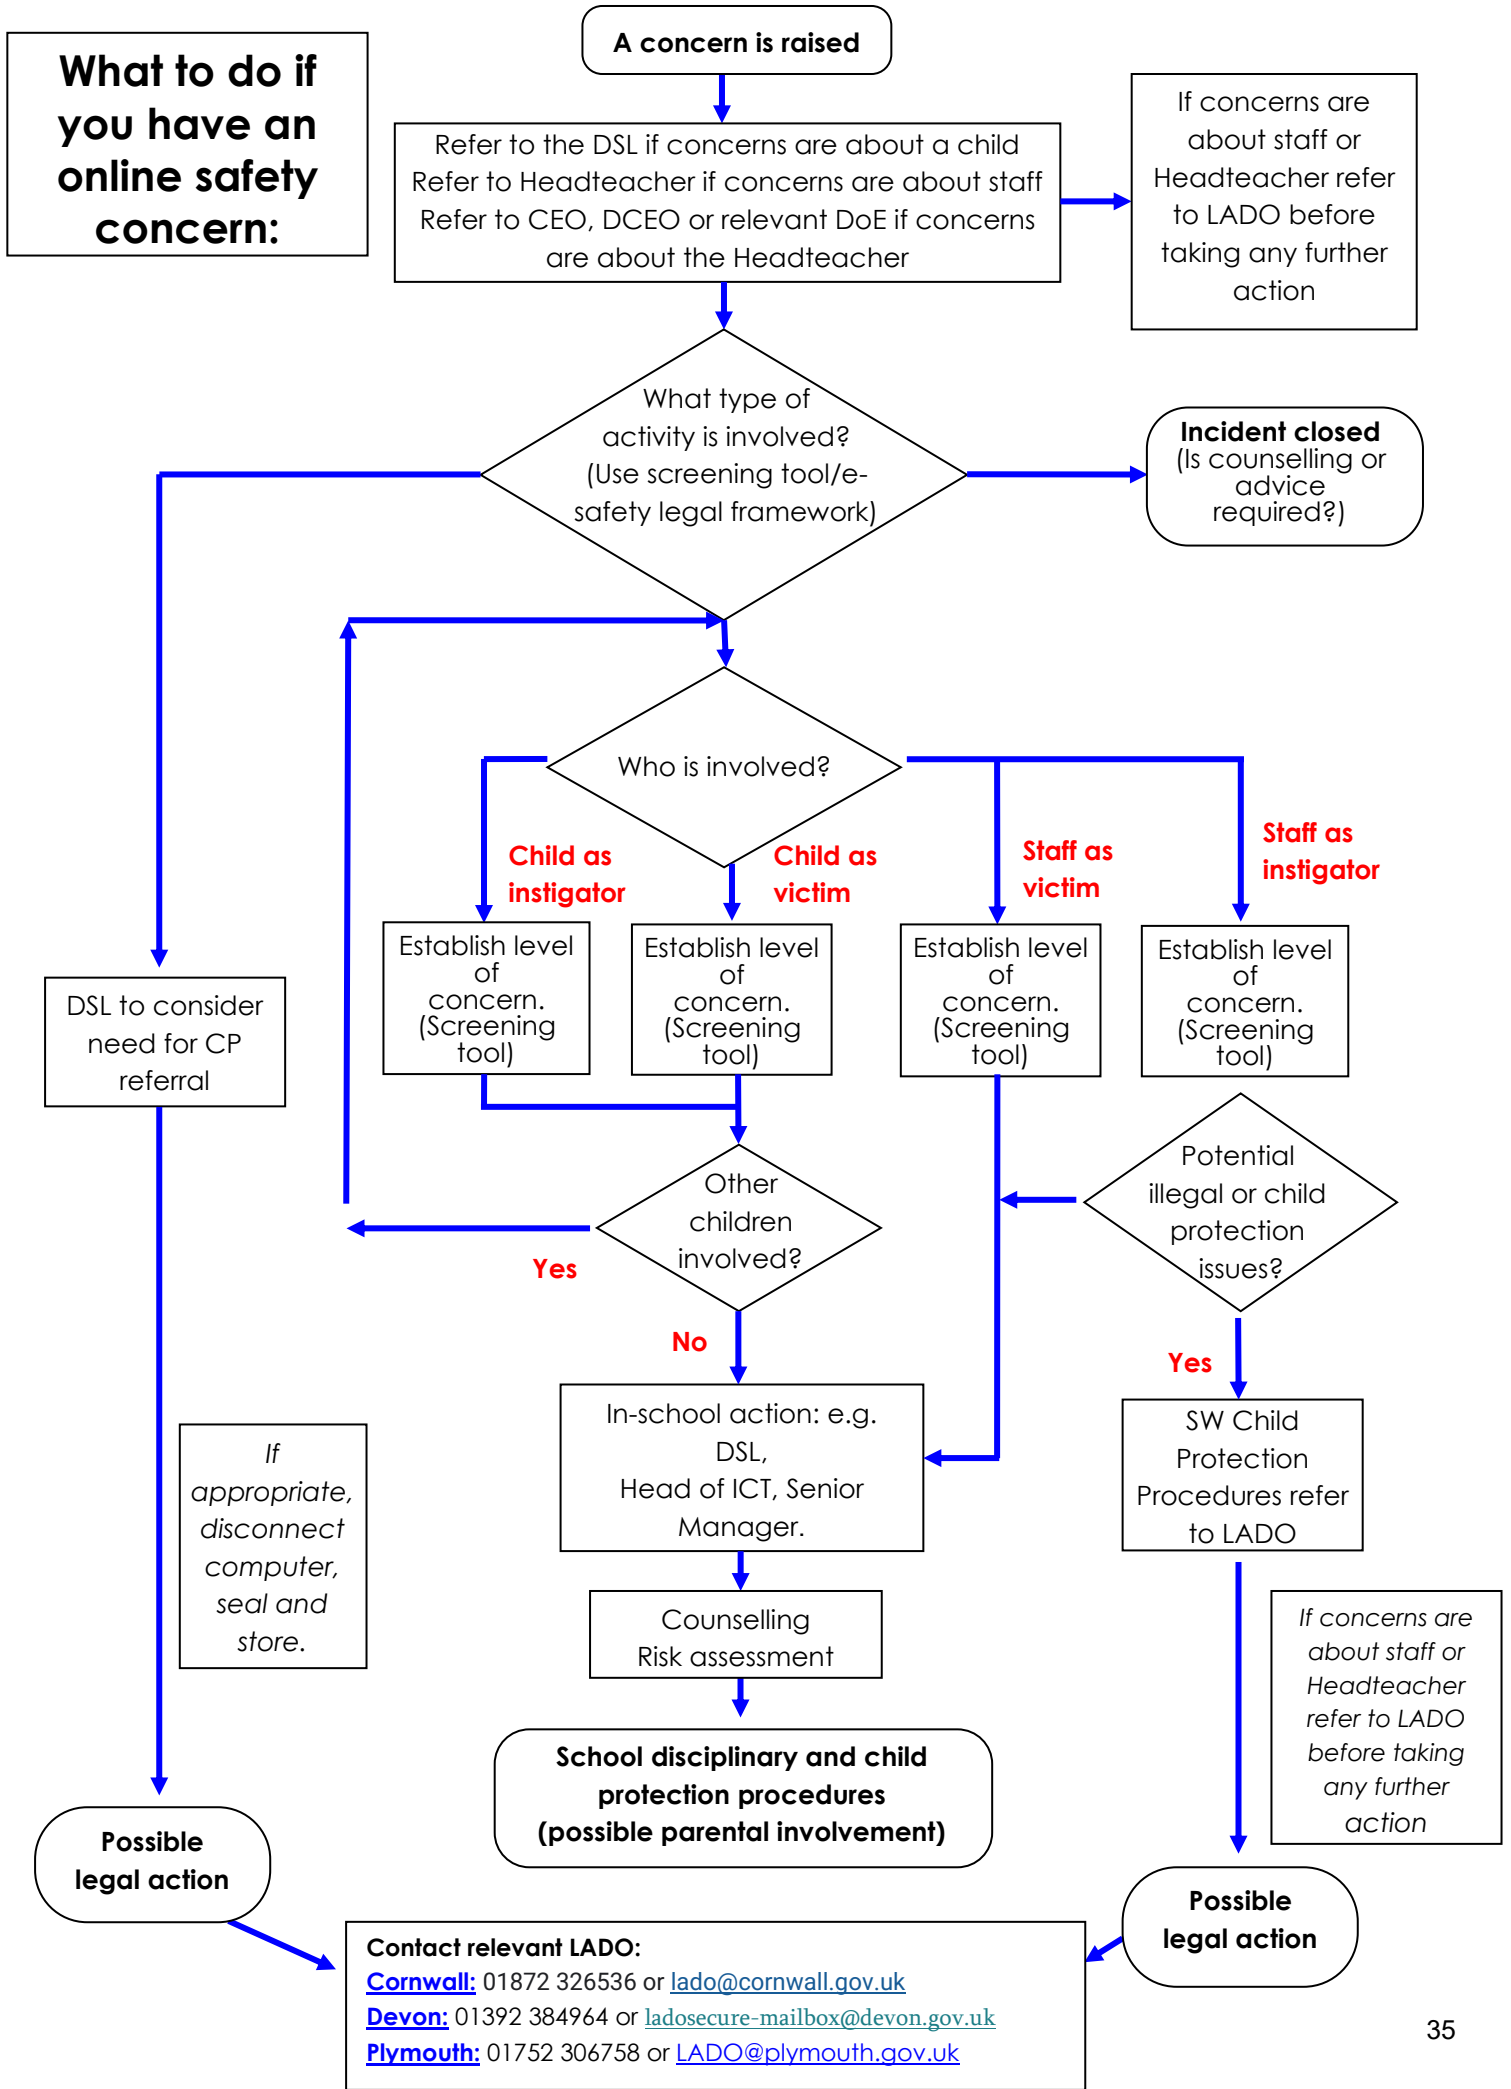 What to do if
you have an
online safety
concern:
A concern is raised
Refer to the DSL if concerns are about a child
Refer to Headteacher if concerns are about staff
Refer to CEO, DCEO or relevant DoE if concerns
are about the Headteacher
If concerns are
about staff or
Headteacher refer
to LADO before
taking any further
action
What type of
activity is involved?
(Use screening tool/e-
safety legal framework)
Incident closed
(Is counselling or
advice
required?)
Who is involved?
Child as
instigator
Child as
victim
Staff as
victim
Staff as
instigator
Establish level
of
concern.
(Screening
tool)
Establish level
of
concern.
(Screening
tool)
Establish level
of
concern.
(Screening
tool)
Establish level
of
concern.
(Screening
tool)
DSL to consider
need for CP
referral
Other
children
involved?
Yes
No
Potential
illegal or child
protection
issues?
Yes
In-school action: e.g.
DSL,
Head of ICT, Senior
Manager.
SW Child
Protection
Procedures refer
to LADO
If
appropriate,
disconnect
computer,
seal and
store.
Counselling
Risk assessment
If concerns are
about staff or
Headteacher
refer to LADO
before taking
any further
action
School disciplinary and child
protection procedures
(possible parental involvement)
Possible
legal action
Possible
legal action
Contact relevant LADO:
Cornwall: 01872 326536 or lado@cornwall.gov.uk
Devon: 01392 384964 or ladosecure-mailbox@devon.gov.uk
Plymouth: 01752 306758 or LADO@plymouth.gov.uk
35